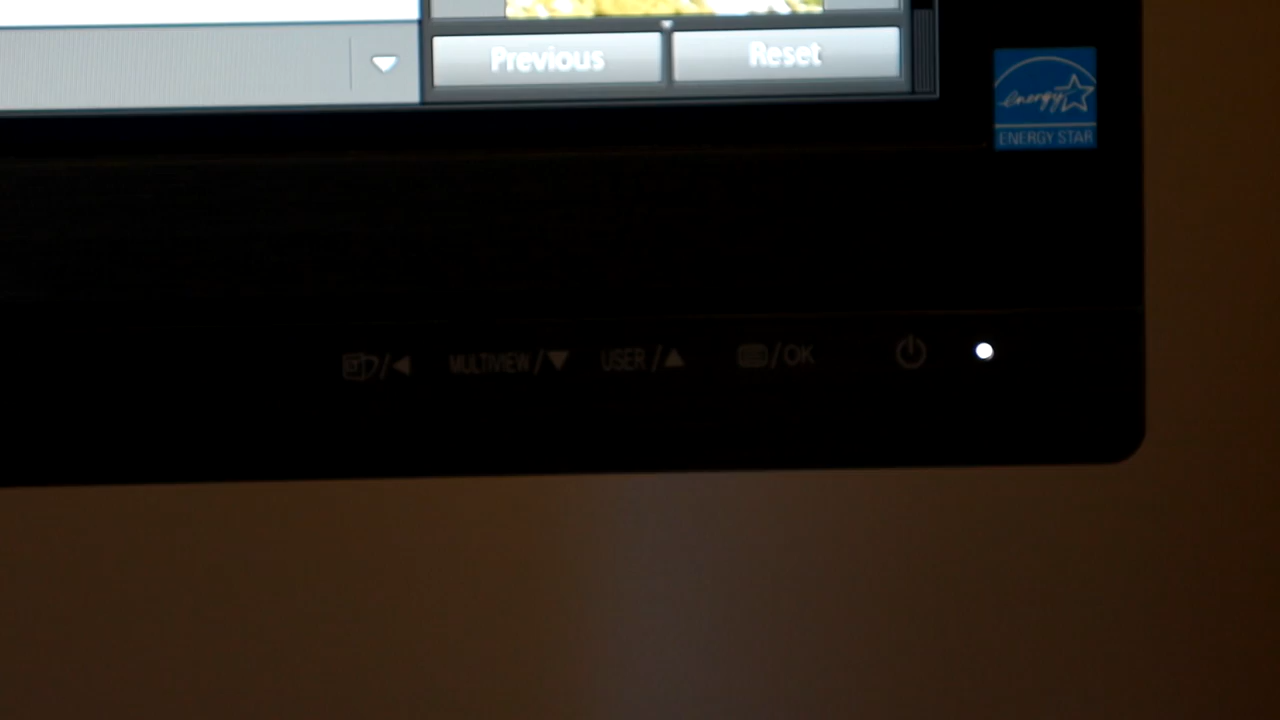 Previous
Reset
energy
ENERGY STAR
MULTIVIEW / ▼
USER / ▲
/ OK